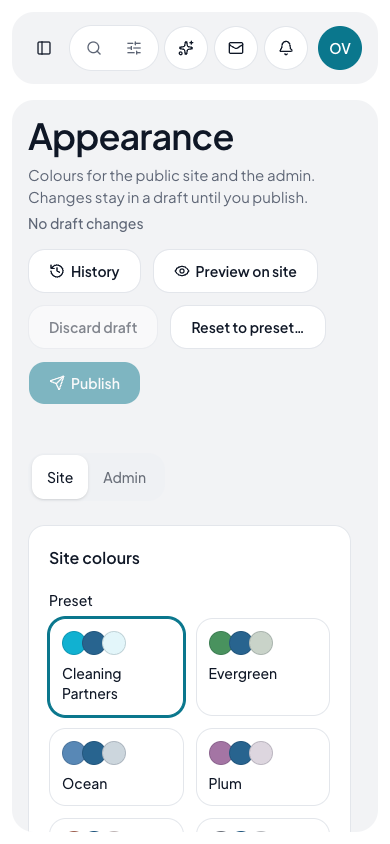 OV
Appearance
Colours for the public site and the admin.
Changes stay in a draft until you publish.
No draft changes
History
Preview on site
Discard draft
Reset to preset...
Publish
Site
Admin
Site colours
Preset
Cleaning
Partners
Evergreen
Ocean
Plum